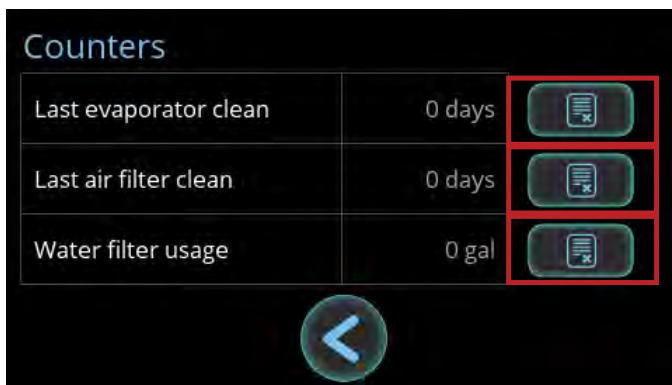 Counters
Last evaporator clean 0 days
Last air filter clean 0 days
Water filter usage 0 gal